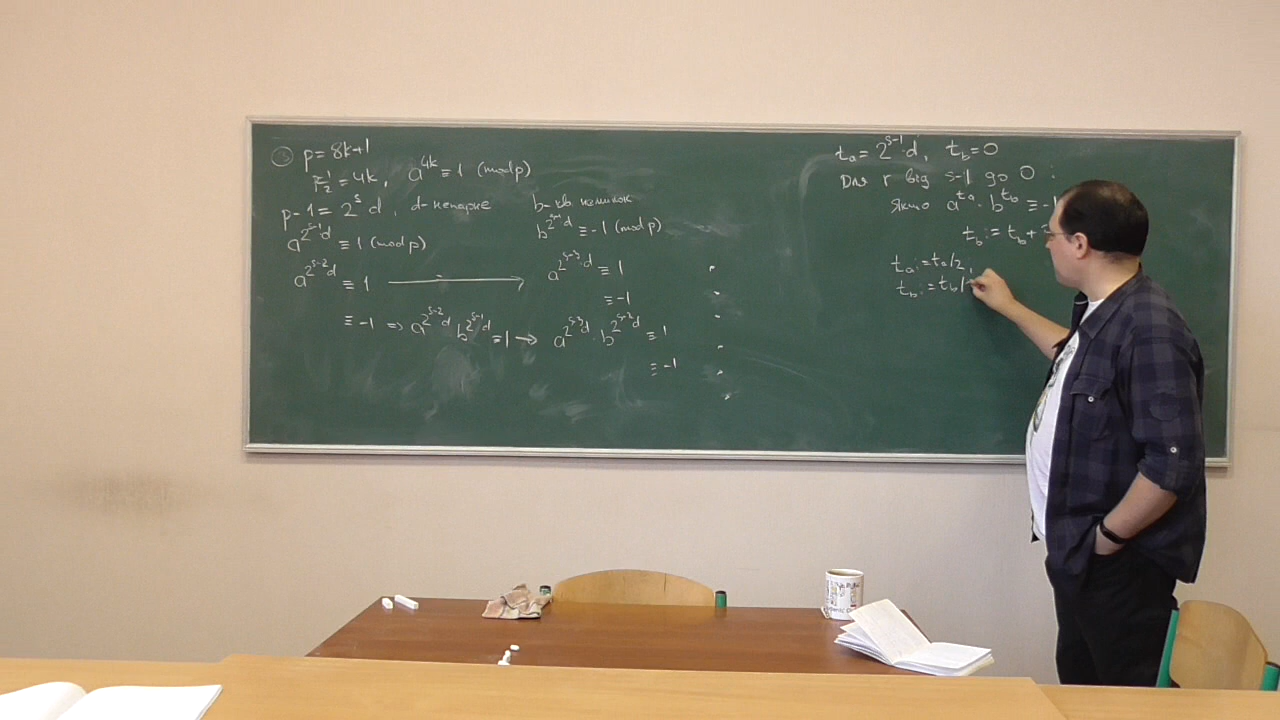 ③ p = 8k+1
(p-1)/2 = 4k, a^{4k} ≡ 1 (mod p)
p-1 = 2^s d, d - непарне
a^{2^{s-1}·d} ≡ 1 (mod p)
a^{2^{s-2}d} ≡ 1 ⟶
≡ -1 ⇒ a^{2^{s-2}d} b^{2^{s-1}d} ≡ 1 →
b - кв. нелишок
b^{2^{s-1}d} ≡ -1 (mod p)
a^{2^{s-3}·d} ≡ 1
≡ -1
a^{2^{s-3}d} · b^{2^{s-2}d} ≡ 1
≡ -1
t_a = 2^{s-1}·d, t_b = 0
Для r від s-1 до 0 :
Якщо a^{t_a} · b^{t_b} ≡ -1
t_b := t_b +
t_a := t_a/2;
t_b := t_b/